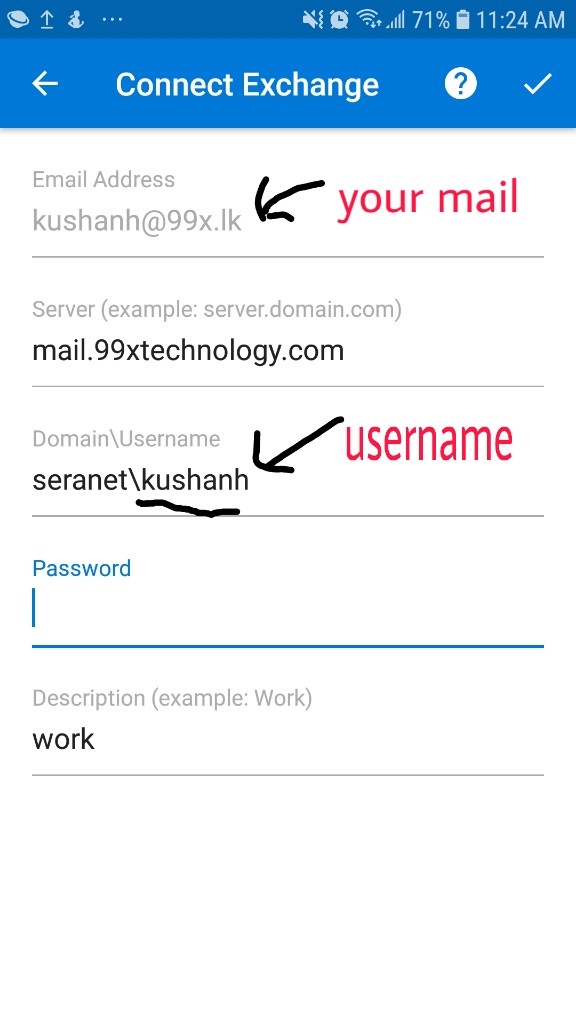 71% 11:24 AM
Connect Exchange ?
Email Address
kushanh@99x.lk your mail
Server (example: server.domain.com)
mail.99xtechnology.com
Domain\Username
seranet\kushanh username
Password
Description (example: Work)
work